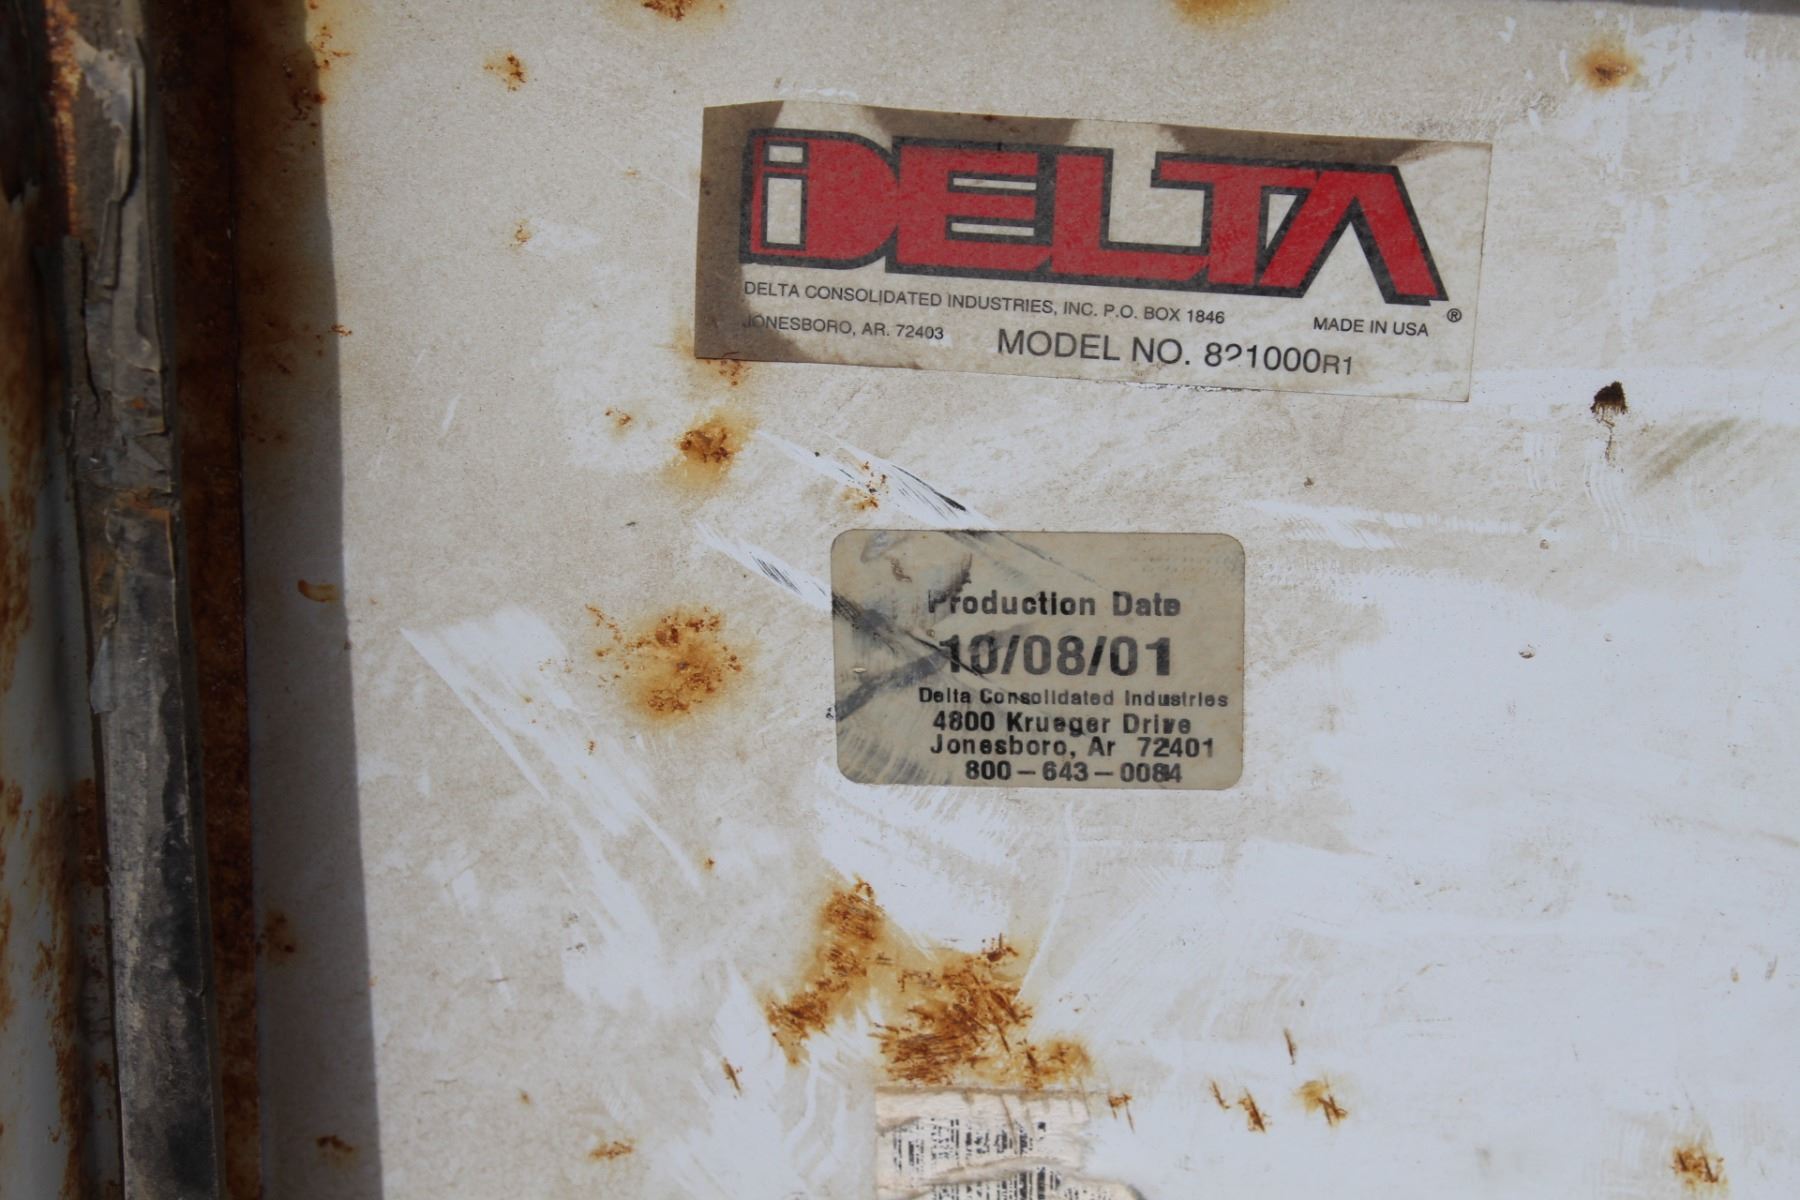 DELTA
DELTA CONSOLIDATED INDUSTRIES, INC. P.O. BOX 1846
JONESBORO, AR. 72403
MADE IN USA ®
MODEL NO. 821000R1
Production Date
10/08/01
Delta Consolidated Industries
4800 Krueger Drive
Jonesboro, Ar 72401
800-643-0084